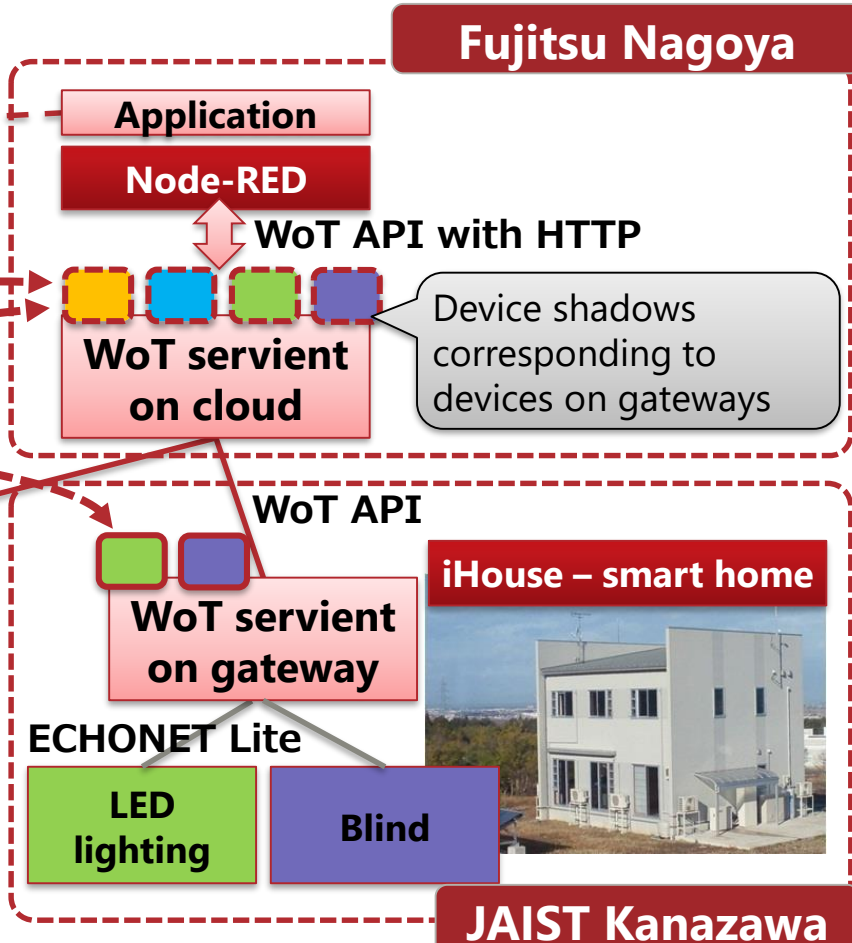 Fujitsu Nagoya
Application
Node-RED
WoT API with HTTP
Device shadows
corresponding to
devices on gateways
WoT servient
on cloud
WoT API
iHouse – smart home
WoT servient
on gateway
ECHONET Lite
LED
lighting
Blind
JAIST Kanazawa